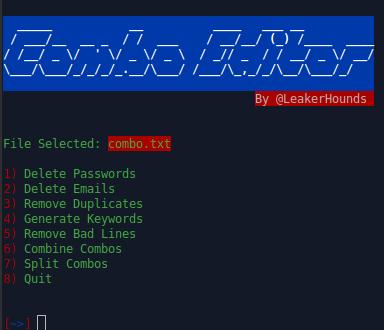 Combo Editor
By @LeakerHounds
File Selected: combo.txt
1) Delete Passwords
2) Delete Emails
3) Remove Duplicates
4) Generate Keywords
5) Remove Bad Lines
6) Combine Combos
7) Split Combos
8) Quit
[~>]